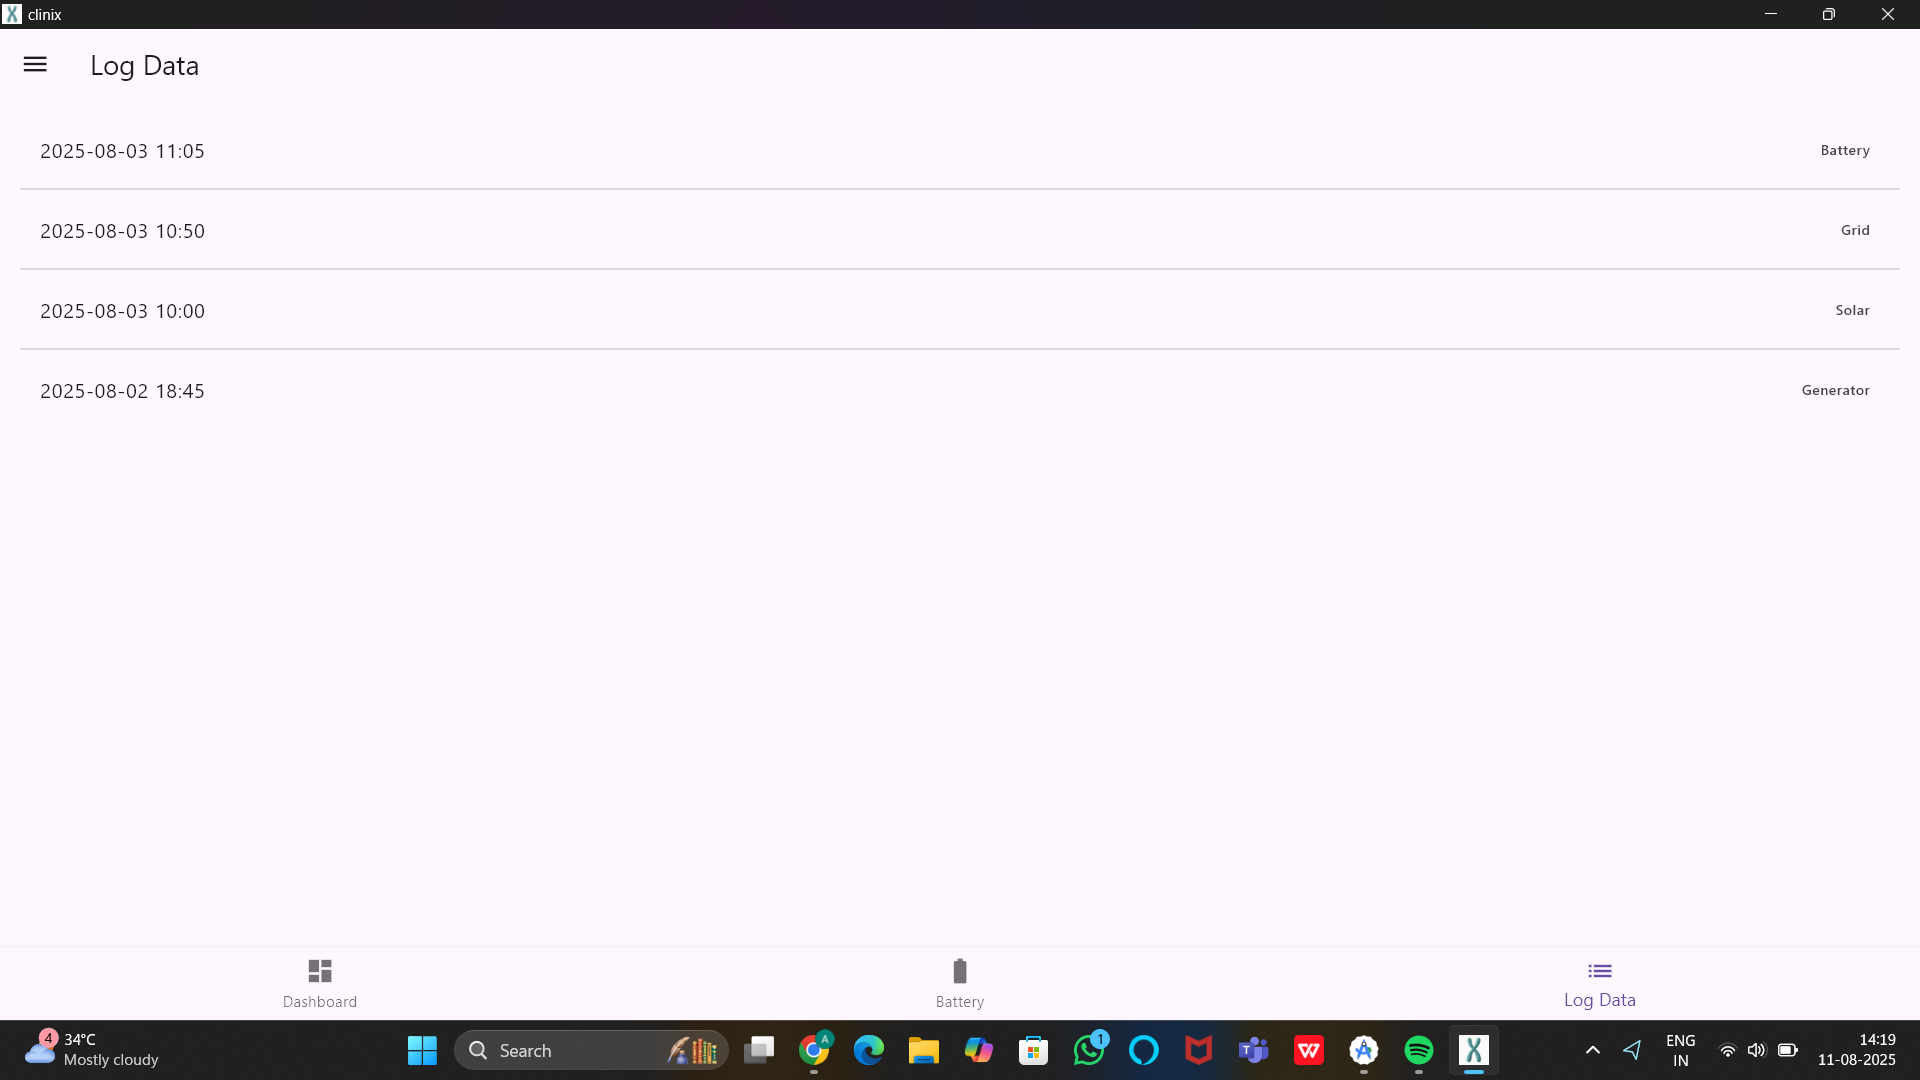 clinix
Log Data
2025-08-03 11:05 Battery
2025-08-03 10:50 Grid
2025-08-03 10:00 Solar
2025-08-02 18:45 Generator
Dashboard Battery Log Data
4
34°C
Mostly cloudy
Search
A
1
ENG
IN
14:19
11-08-2025